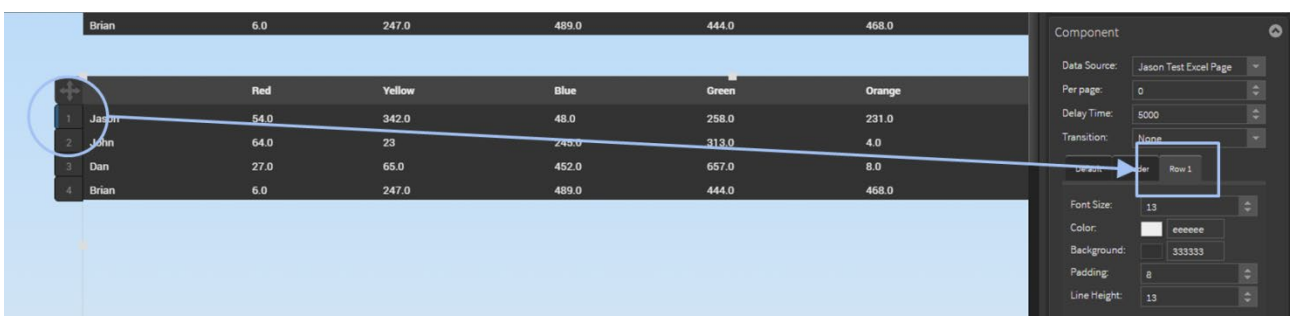 Brian 6.0 247.0 489.0 444.0 468.0
Red Yellow Blue Green Orange
1 Jason 54.0 342.0 48.0 258.0 231.0
2 John 64.0 23 245.0 313.0 4.0
3 Dan 27.0 65.0 452.0 657.0 8.0
4 Brian 6.0 247.0 489.0 444.0 468.0
Component
Data Source: Jason Test Excel Page
Per page: 0
Delay Time: 5000
Transition: None
Default Row 1
Font Size: 13
Color: eeeeee
Background: 333333
Padding: 8
Line Height: 13